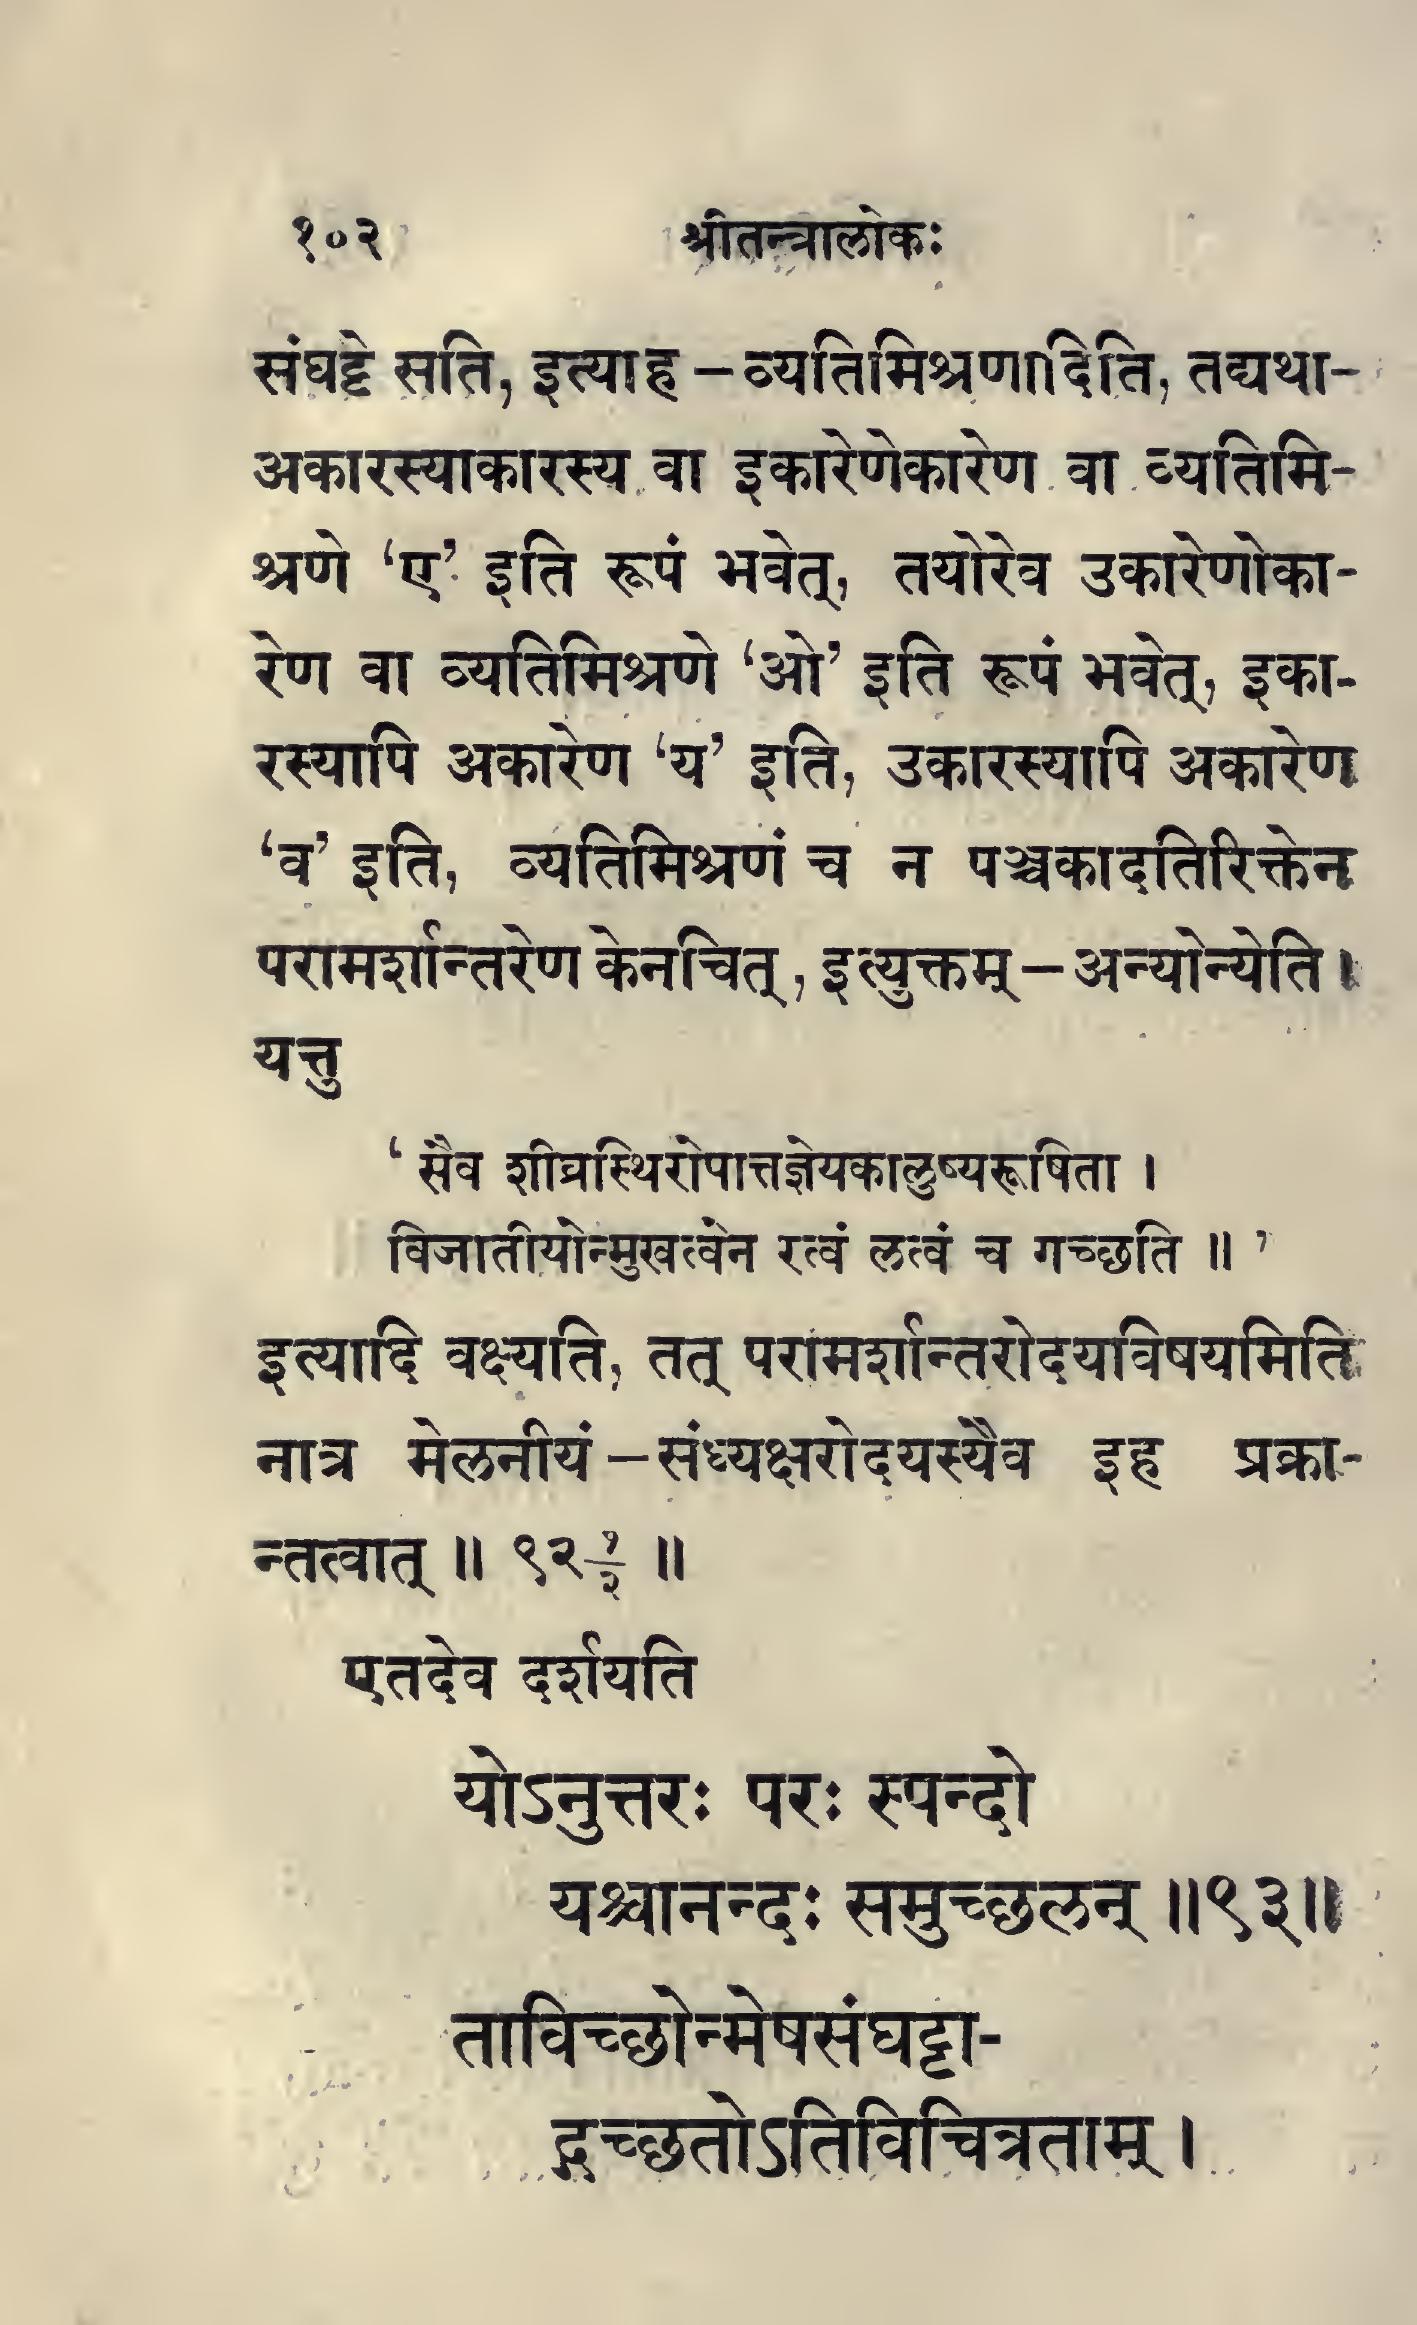 १०२ श्रीतन्त्रालोकः
संघट्टे सति, इत्याह – व्यतिमिश्रणादिति, तद्यथा-
अकारस्याकारस्य वा इकारेणेकारेण वा व्यतिमि-
श्रणे ‘ए’ इति रूपं भवेत्, तयोरेव उकारेणोका-
रेण वा व्यतिमिश्रणे ‘ओ’ इति रूपं भवेत्, इका-
रस्यापि अकारेण ‘य’ इति, उकारस्यापि अकारेण
‘व’ इति, व्यतिमिश्रणं च न पञ्चकादतिरिक्तेन
परामर्शान्तरेण केनचित्, इत्युक्तम् – अन्योन्येति ।
यत्तु
‘ सैव शीघ्रस्थिरोपात्तज्ञेयकालुष्यरूषिता ।
विजातीयोन्मुखत्वेन रत्वं लत्वं च गच्छति ॥ ’
इत्यादि वक्ष्यति, तत् परामर्शान्तरोदयविषयमिति
नात्र मेलनीयं – संध्यक्षरोदयस्यैव इह प्रक्रा-
न्तत्वात् ॥ ९२ १/२ ॥
एतदेव दर्शयति
योऽनुत्तरः परः स्पन्दो
यश्चानन्दः समुच्छलन् ॥९३॥
ताविच्छोन्मेषसंघट्टा-
द्गच्छतोऽतिविचित्रताम् ।